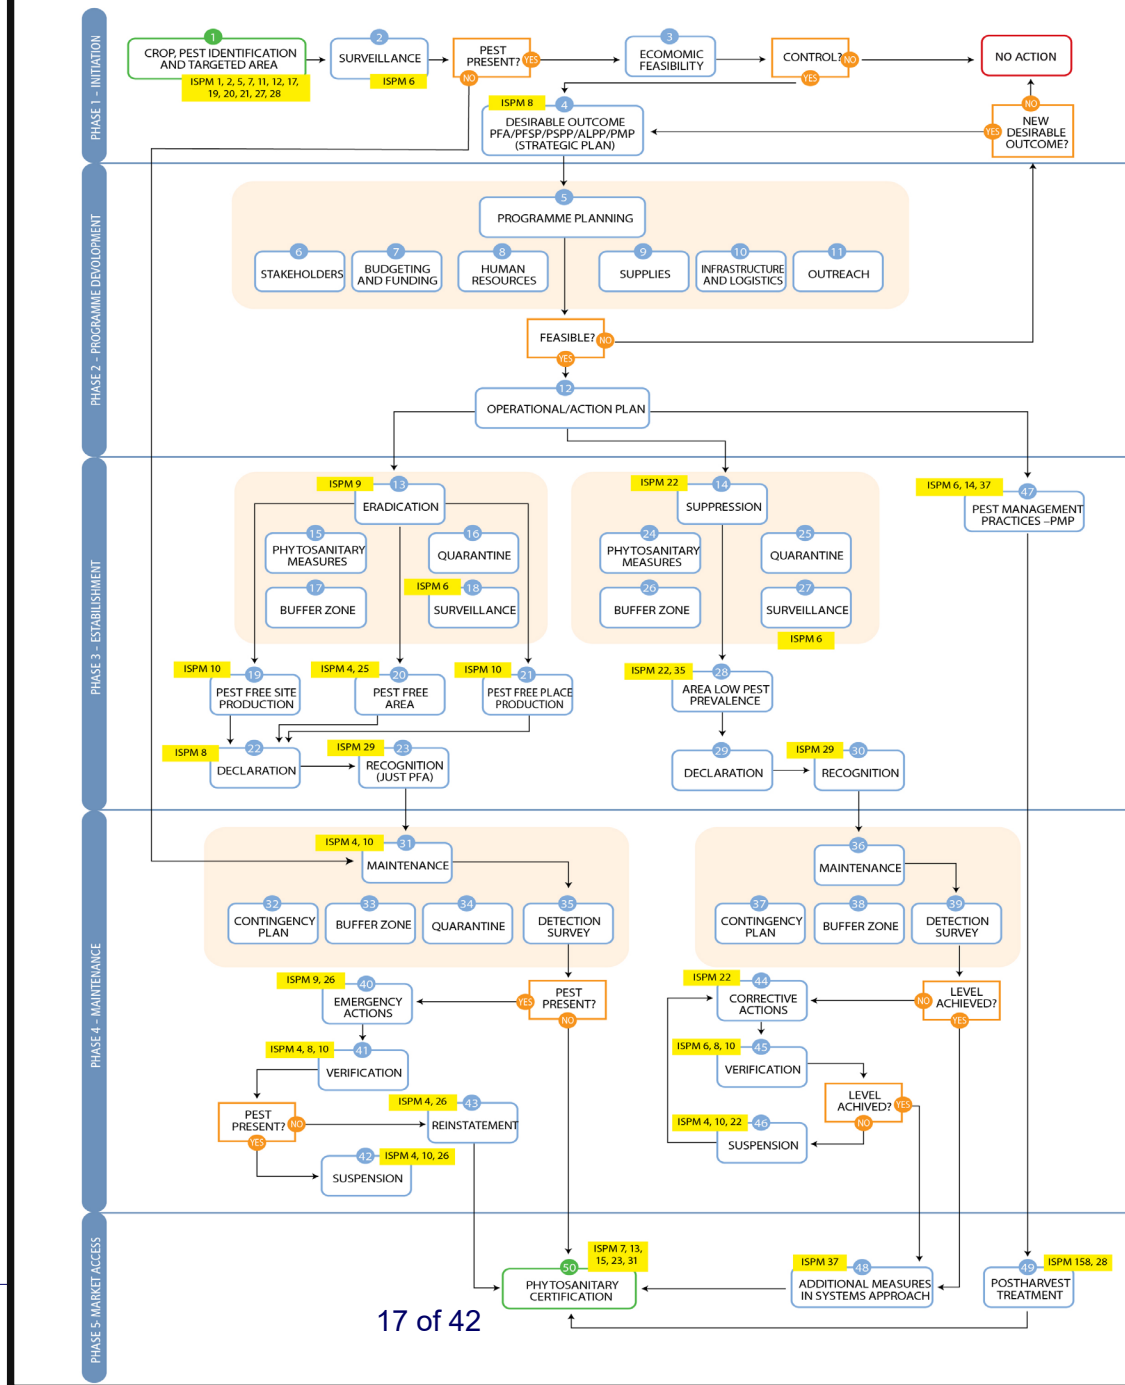 PHASE 1 – INITIATION
1
CROP, PEST IDENTIFICATION
AND TARGETED AREA
ISPM 1, 2, 5, 7, 11, 12, 17,
19, 20, 21, 27, 28
2
SURVEILLANCE
ISPM 6
PEST
PRESENT?
YES
NO
3
ECOMOMIC
FEASIBILITY
CONTROL?
NO
YES
NO ACTION
ISPM 8
4
DESIRABLE OUTCOME
PFA/PFSP/PSPP/ALPP/PMP
(STRATEGIC PLAN)
NO
YES
NEW
DESIRABLE
OUTCOME?
PHASE 2 – PROGRAMME DEVOLOPMENT
5
PROGRAMME PLANNING
6
STAKEHOLDERS
7
BUDGETING
AND FUNDING
8
HUMAN
RESOURCES
9
SUPPLIES
10
INFRASTRUCTURE
AND LOGISTICS
11
OUTREACH
FEASIBLE?
NO
YES
12
OPERATIONAL/ACTION PLAN
PHASE 3 – ESTABILISHMENT
ISPM 9
13
ERADICATION
15
PHYTOSANITARY
MEASURES
16
QUARANTINE
17
BUFFER ZONE
ISPM 6
18
SURVEILLANCE
ISPM 22
14
SUPPRESSION
24
PHYTOSANITARY
MEASURES
25
QUARANTINE
26
BUFFER ZONE
27
SURVEILLANCE
ISPM 6
ISPM 6, 14, 37
47
PEST MANAGEMENT
PRACTICES –PMP
ISPM 10
19
PEST FREE SITE
PRODUCTION
ISPM 4, 25
20
PEST FREE
AREA
ISPM 10
21
PEST FREE PLACE
PRODUCTION
ISPM 22, 35
28
AREA LOW PEST
PREVALENCE
ISPM 8
22
DECLARATION
ISPM 29
23
RECOGNITION
(JUST PFA)
29
DECLARATION
ISPM 29
30
RECOGNITION
PHASE 4 – MAINTENANCE
ISPM 4, 10
31
MAINTENANCE
32
CONTINGENCY
PLAN
33
BUFFER ZONE
34
QUARANTINE
35
DETECTION
SURVEY
36
MAINTENANCE
37
CONTINGENCY
PLAN
38
BUFFER ZONE
39
DETECTION
SURVEY
ISPM 9, 26
40
EMERGENCY
ACTIONS
PEST
PRESENT?
YES
NO
ISPM 22
44
CORRECTIVE
ACTIONS
LEVEL
ACHIEVED?
NO
YES
ISPM 4, 8, 10
41
VERIFICATION
ISPM 6, 8, 10
45
VERIFICATION
PEST
PRESENT?
NO
YES
ISPM 4, 26
43
REINSTATEMENT
LEVEL
ACHIVED?
YES
NO
42
ISPM 4, 10, 26
SUSPENSION
ISPM 4, 10, 22
46
SUSPENSION
PHASE 5- MARKET ACCESS
ISPM 7, 13,
15, 23, 31
50
PHYTOSANITARY
CERTIFICATION
ISPM 37
48
ADDITIONAL MEASURES
IN SYSTEMS APPROACH
49
ISPM 158, 28
POSTHARVEST
TREATMENT
17 of 42